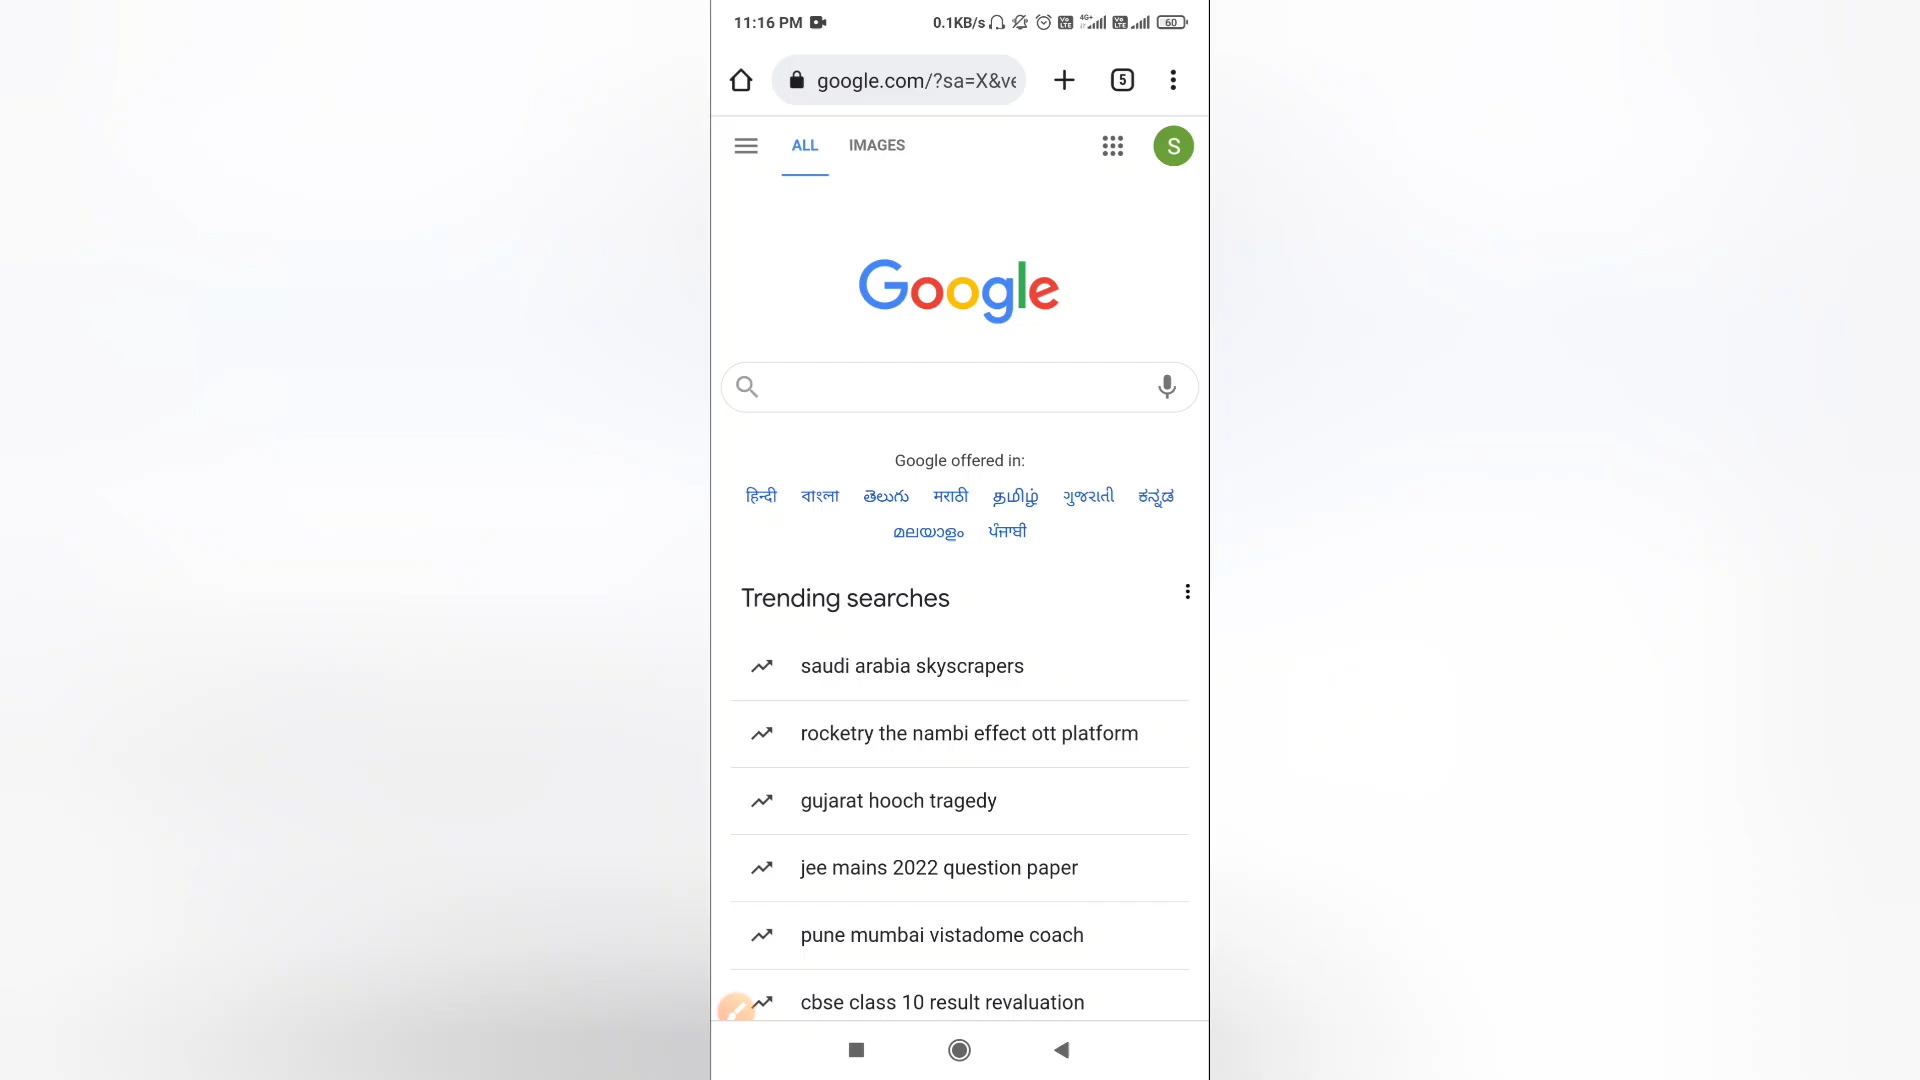 11:16 PM 0.1KB/s 4G+ 60
google.com/?sa=X&ve
5
ALL IMAGES S
Google
Google offered in:
हिन्दी বাংলা తెలుగు मराठी தமிழ் ગુજરાતી ಕನ್ನಡ
മലയാളം ਪੰਜਾਬੀ
Trending searches
saudi arabia skyscrapers
rocketry the nambi effect ott platform
gujarat hooch tragedy
jee mains 2022 question paper
pune mumbai vistadome coach
cbse class 10 result revaluation